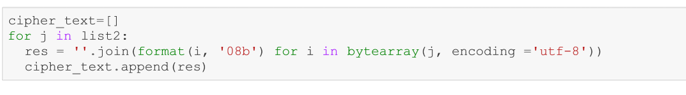 cipher_text=[]
for j in list2:
  res = ''.join(format(i, '08b') for i in bytearray(j, encoding ='utf-8'))
  cipher_text.append(res)